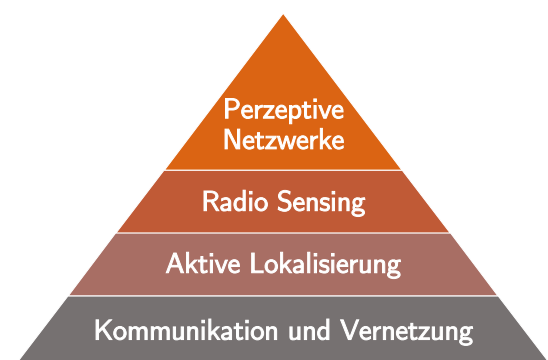 Perzeptive
Netzwerke
Radio Sensing
Aktive Lokalisierung
Kommunikation und Vernetzung